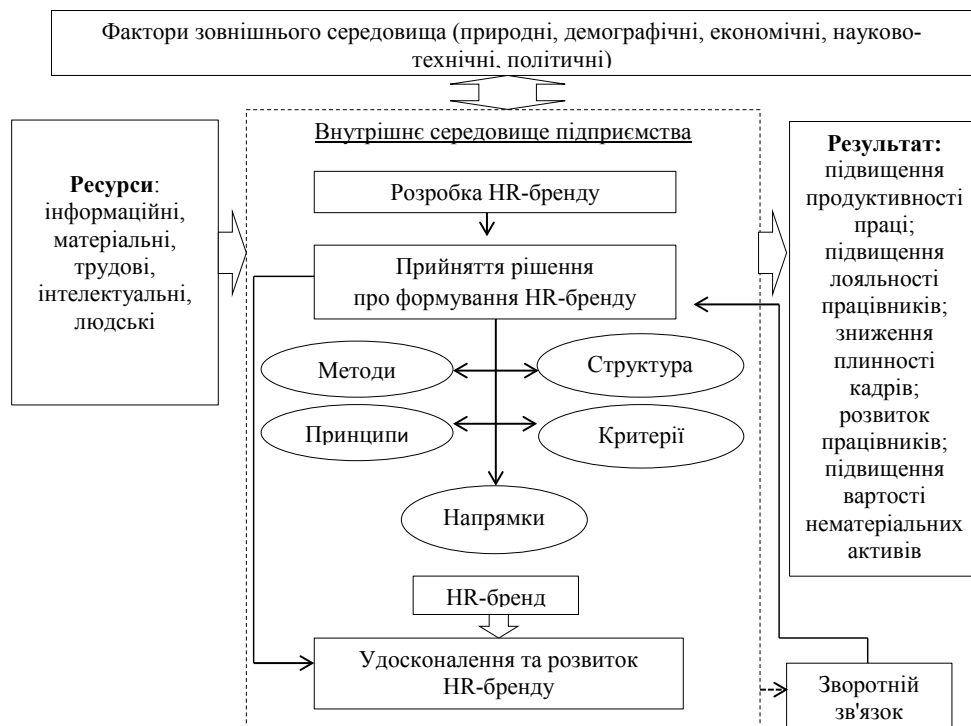 Фактори зовнішнього середовища (природні, демографічні, економічні, науково-
технічні, політичні)
Внутрішнє середовище підприємства
Ресурси:
інформаційні,
матеріальні,
трудові,
інтелектуальні,
людські
Розробка HR-бренду
Прийняття рішення
про формування HR-бренду
Методи
Структура
Принципи
Критерії
Напрямки
HR-бренд
Удосконалення та розвиток
HR-бренду
Результат:
підвищення
продуктивності
праці;
підвищення
лояльності
працівників;
зниження
плинності
кадрів;
розвиток
працівників;
підвищення
вартості
нематеріальних
активів
Зворотній
зв'язок